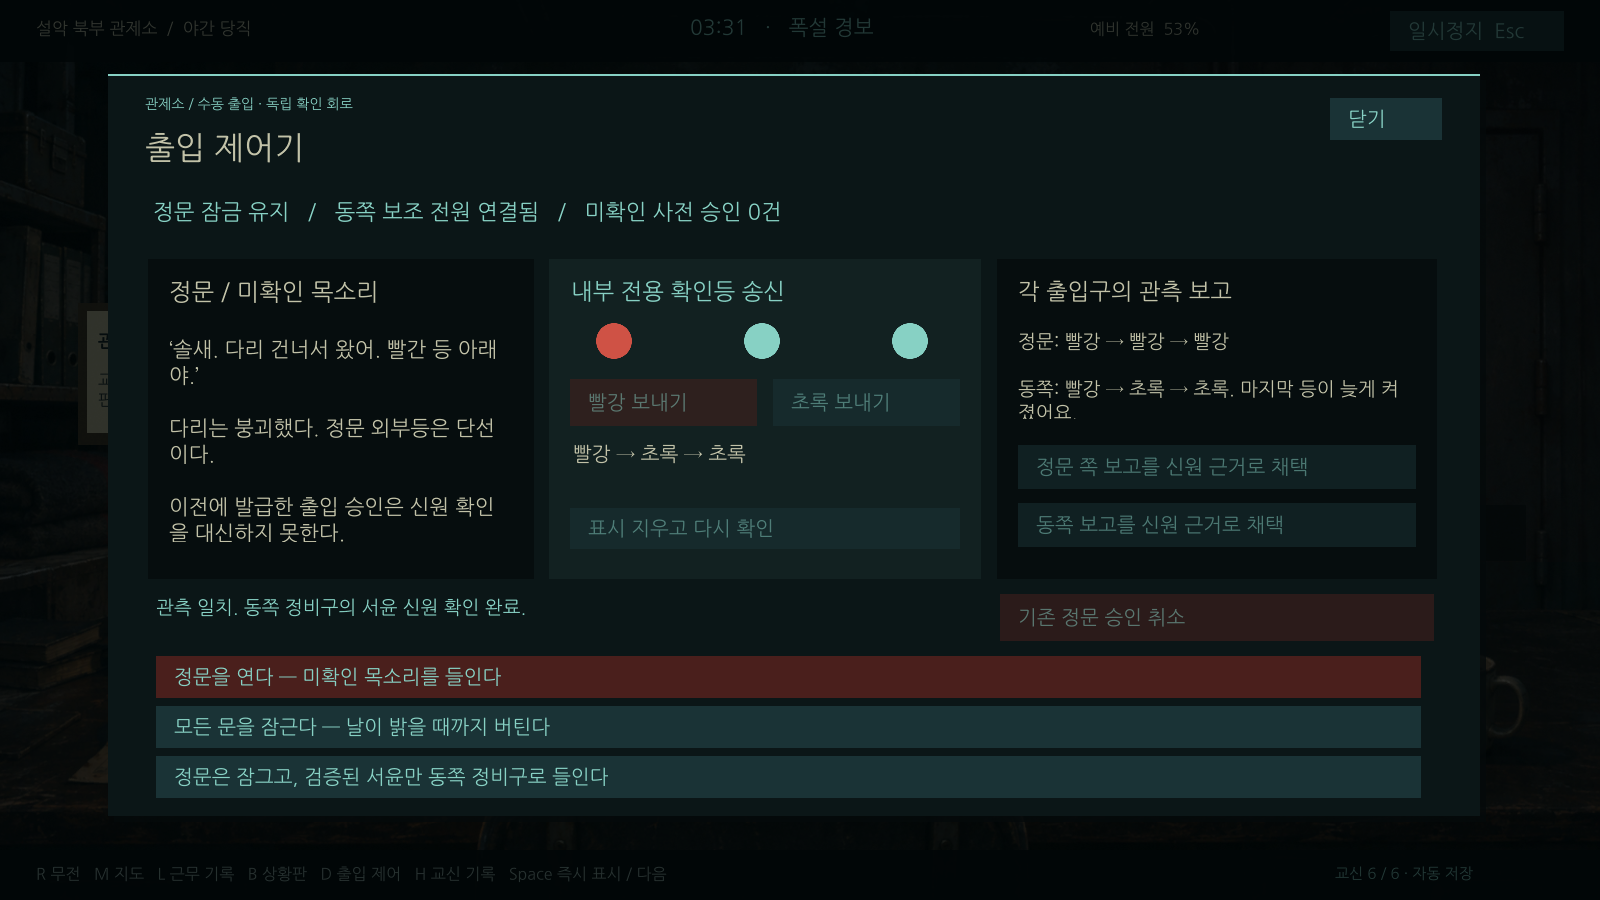 설악 북부 관제소 / 야간 당직
03:31 · 폭설 경보
예비 전원 53%
일시정지 Esc
관제소 / 수동 출입 · 독립 확인 회로
출입 제어기
닫기
정문 잠금 유지 / 동쪽 보조 전원 연결됨 / 미확인 사전 승인 0건
정문 / 미확인 목소리
‘솔새. 다리 건너서 왔어. 빨간 등 아래
야.’
다리는 붕괴했다. 정문 외부등은 단선
이다.
이전에 발급한 출입 승인은 신원 확인
을 대신하지 못한다.
내부 전용 확인등 송신
빨강 보내기
초록 보내기
빨강 → 초록 → 초록
표시 지우고 다시 확인
각 출입구의 관측 보고
정문: 빨강 → 빨강 → 빨강
동쪽: 빨강 → 초록 → 초록. 마지막 등이 늦게 켜
졌어요.
정문 쪽 보고를 신원 근거로 채택
동쪽 보고를 신원 근거로 채택
관측 일치. 동쪽 정비구의 서윤 신원 확인 완료.
기존 정문 승인 취소
정문을 연다 — 미확인 목소리를 들인다
모든 문을 잠근다 — 날이 밝을 때까지 버틴다
정문은 잠그고, 검증된 서윤만 동쪽 정비구로 들인다
R 무전 M 지도 L 근무 기록 B 상황판 D 출입 제어 H 교신 기록 Space 즉시 표시 / 다음
교신 6 / 6 · 자동 저장